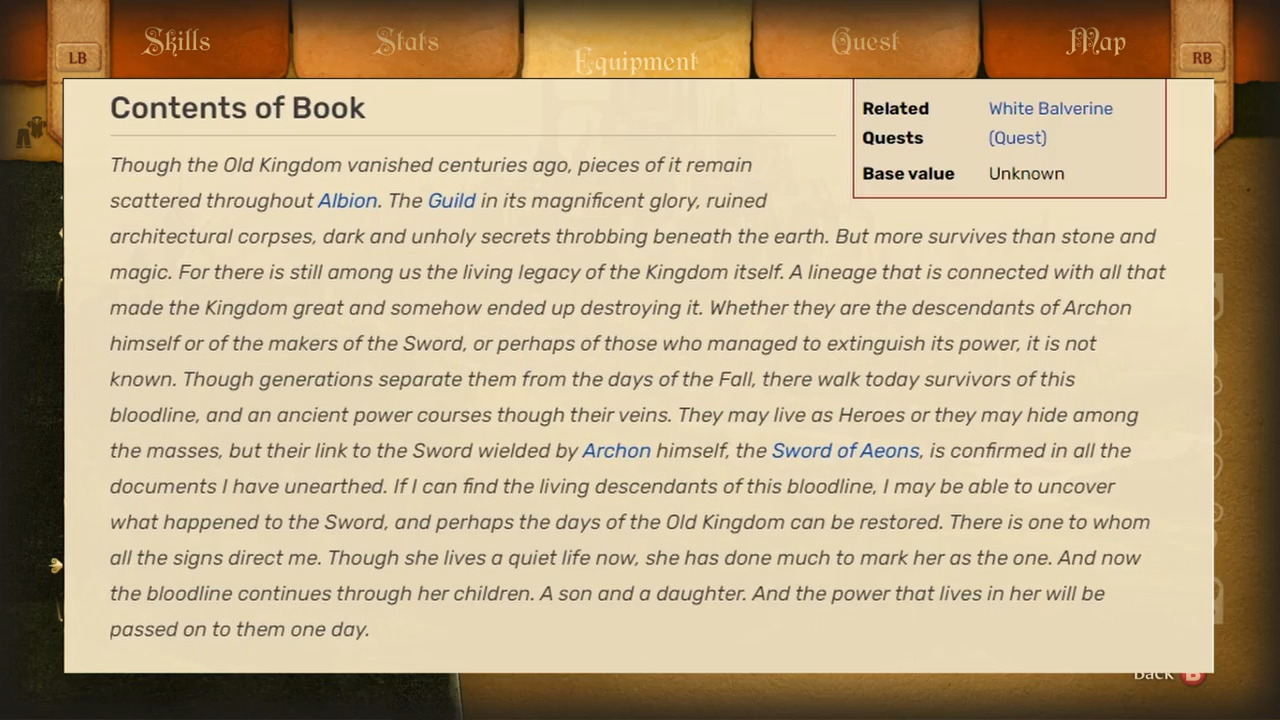 Skills
Stats
Equipment
Quest
Map
LB
RB
Contents of Book
Related Quests
White Balverine (Quest)
Base value
Unknown
Though the Old Kingdom vanished centuries ago, pieces of it remain
scattered throughout Albion. The Guild in its magnificent glory, ruined
architectural corpses, dark and unholy secrets throbbing beneath the earth. But more survives than stone and
magic. For there is still among us the living legacy of the Kingdom itself. A lineage that is connected with all that
made the Kingdom great and somehow ended up destroying it. Whether they are the descendants of Archon
himself or of the makers of the Sword, or perhaps of those who managed to extinguish its power, it is not
known. Though generations separate them from the days of the Fall, there walk today survivors of this
bloodline, and an ancient power courses though their veins. They may live as Heroes or they may hide among
the masses, but their link to the Sword wielded by Archon himself, the Sword of Aeons, is confirmed in all the
documents I have unearthed. If I can find the living descendants of this bloodline, I may be able to uncover
what happened to the Sword, and perhaps the days of the Old Kingdom can be restored. There is one to whom
all the signs direct me. Though she lives a quiet life now, she has done much to mark her as the one. And now
the bloodline continues through her children. A son and a daughter. And the power that lives in her will be
passed on to them one day.
Back B